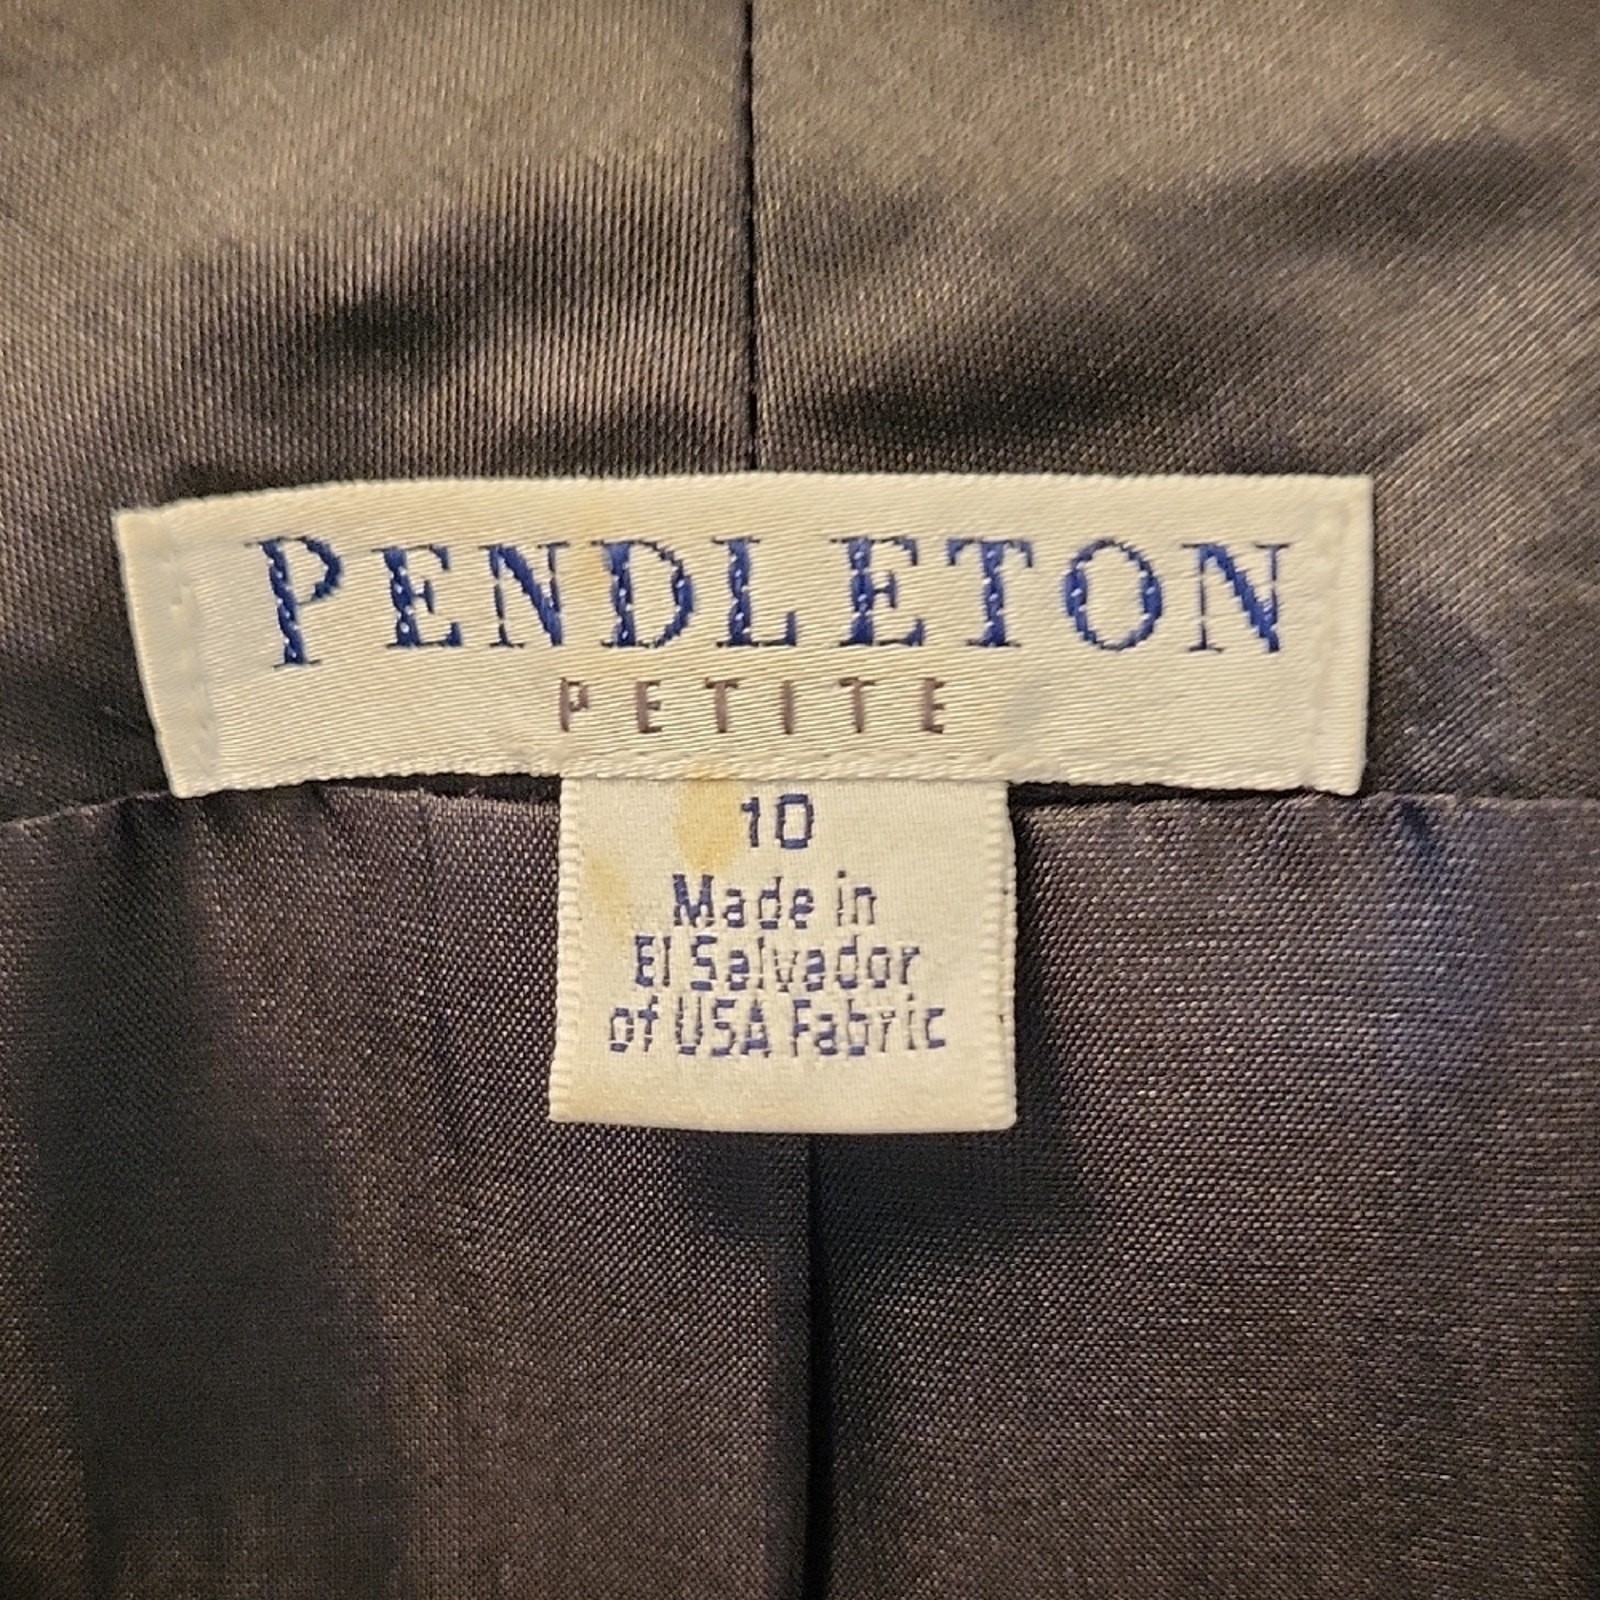 PENDLETON
PETITE
10
Made in
El Salvador
of USA Fabric